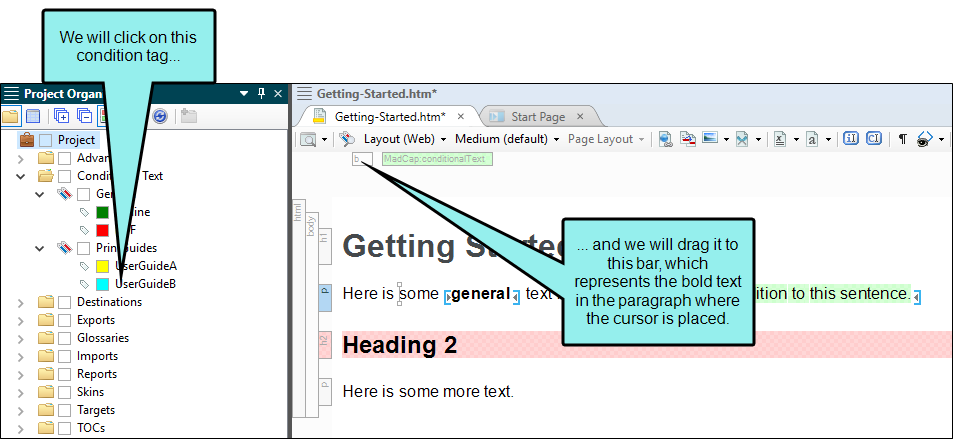 We will click on this
condition tag...
Project Organ
Getting-Started.htm*
Getting-Started.htm*
Start Page
Layout (Web)
Medium (default)
Page Layout
b
MadCap:conditionalText
Project
Advan
Condi Text
Gen
line
F
Print uides
UserGuideA
UserGuideB
Destinations
Exports
Glossaries
Imports
Reports
Skins
Targets
TOCs
html
body
h1
Getting Started
... and we will drag it to
this bar, which
represents the bold text
in the paragraph where
the cursor is placed.
p
Here is some general text ition to this sentence.
h2
Heading 2
p
Here is some more text.